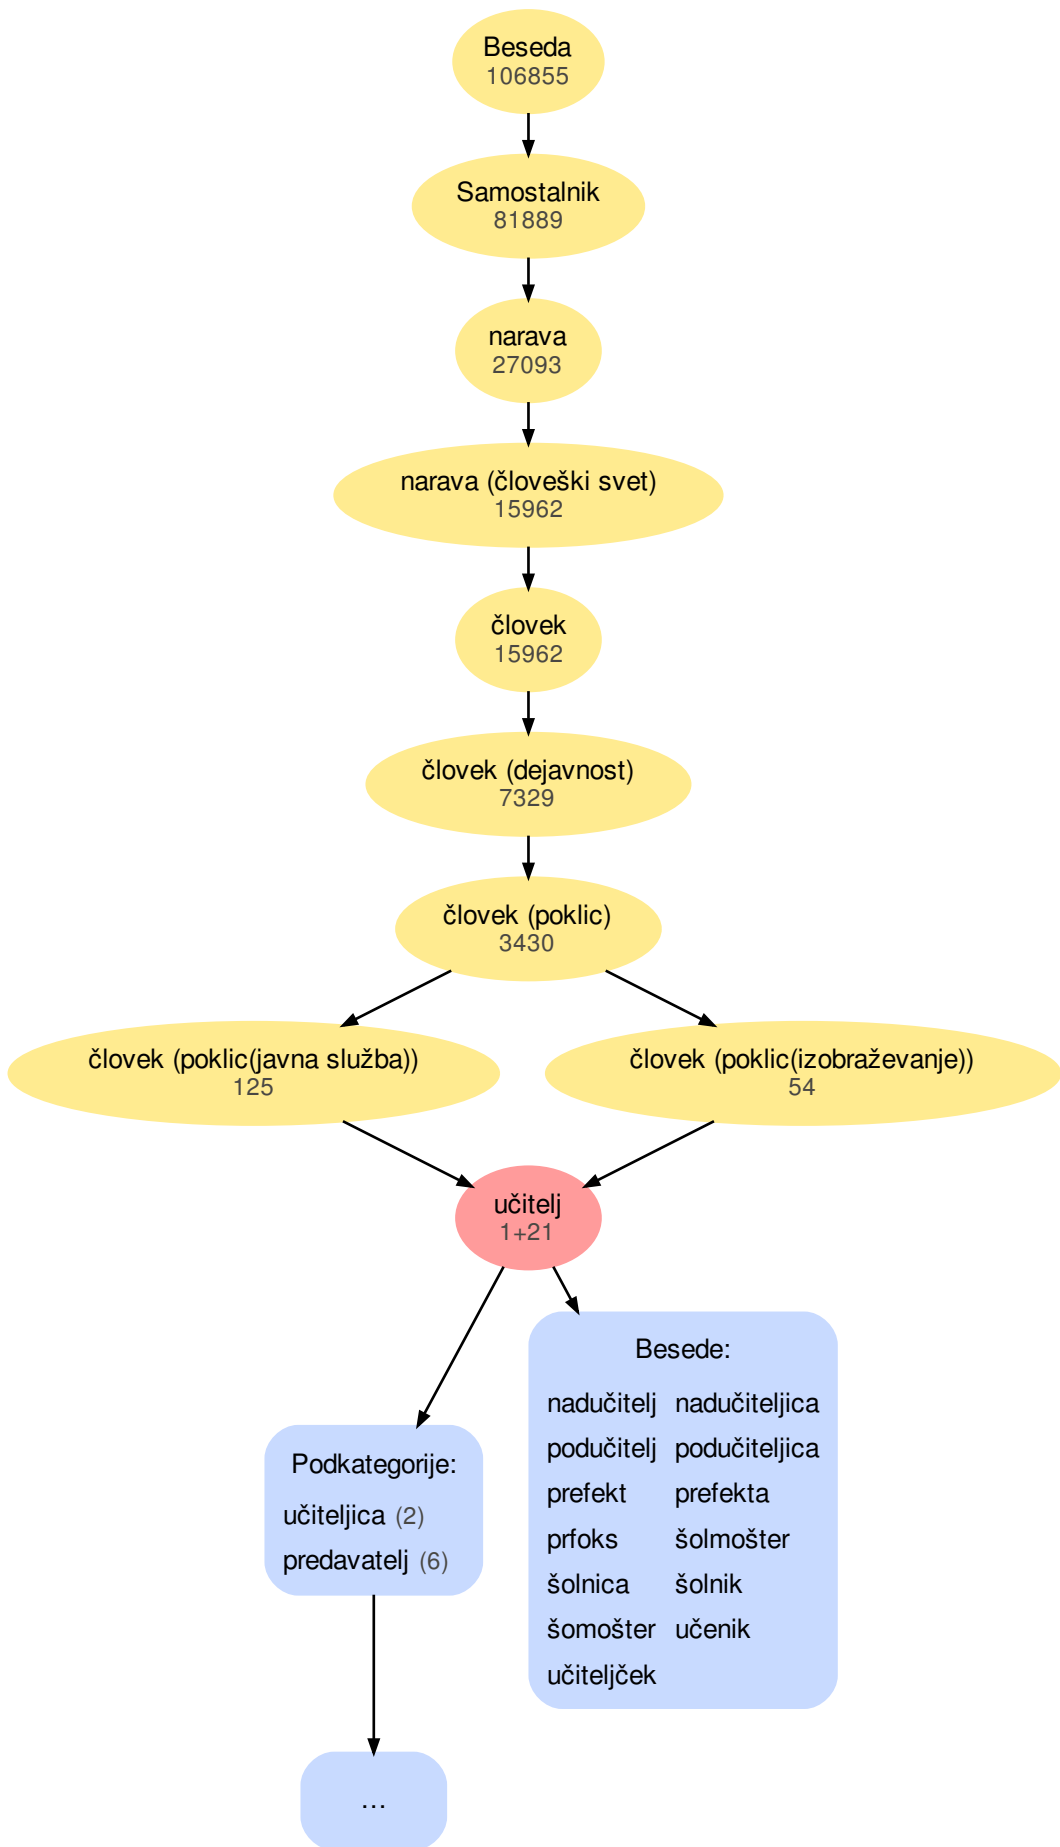 Beseda
106855
Samostalnik
81889
narava
27093
narava (človeški svet)
15962
človek
15962
človek (dejavnost)
7329
človek (poklic)
3430
človek (poklic(javna služba))
125
človek (poklic(izobraževanje))
54
učitelj
1+21
Besede:
nadučitelj nadučiteljica
podučitelj podučiteljica
prefekt prefekta
prfoks šolmošter
šolnica šolnik
šomošter učenik
učiteljček
Podkategorije:
učiteljica (2)
predavatelj (6)
...